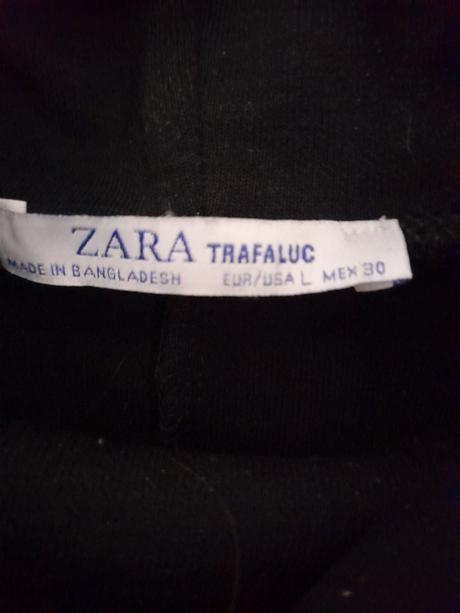 ZARA TRAFALUC
MADE IN BANGLADESH EUR/USA L MEX 30